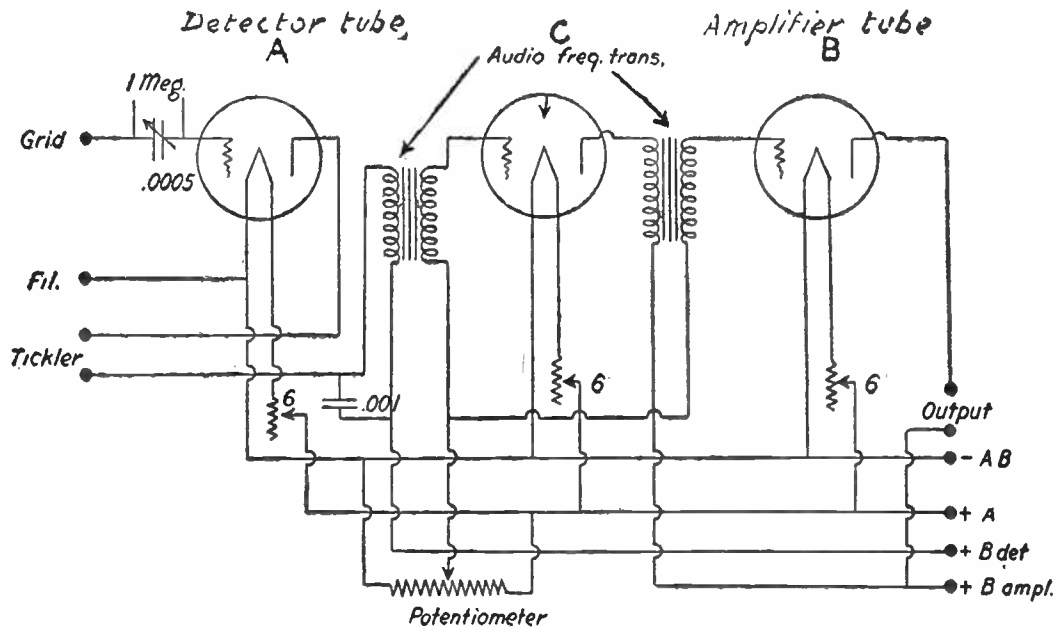 Detector tube,
A
C
Audio freq. trans,
Amplifier tube
B
1 Meg.
Grid
.0005
Fil.
Tickler
6
.001
6
6
Output
- AB
+ A
+ B det
+ B ampl.
Potentiometer